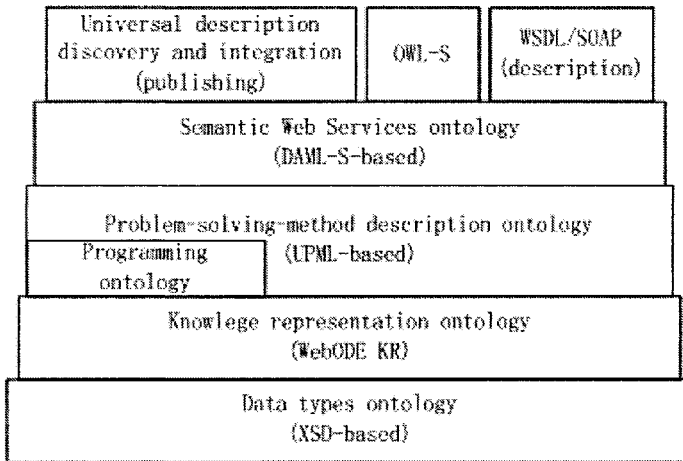 Universal description
discovery and integration
(publishing)
OWL-S
WSDL/SOAP
(description)
Semantic Web Services ontology
(DAML-S-based)
Problem-solving-method description ontology
(UPML-based)
Programming
ontology
Knowlege representation ontology
(WebODE KR)
Data types ontology
(XSD-based)